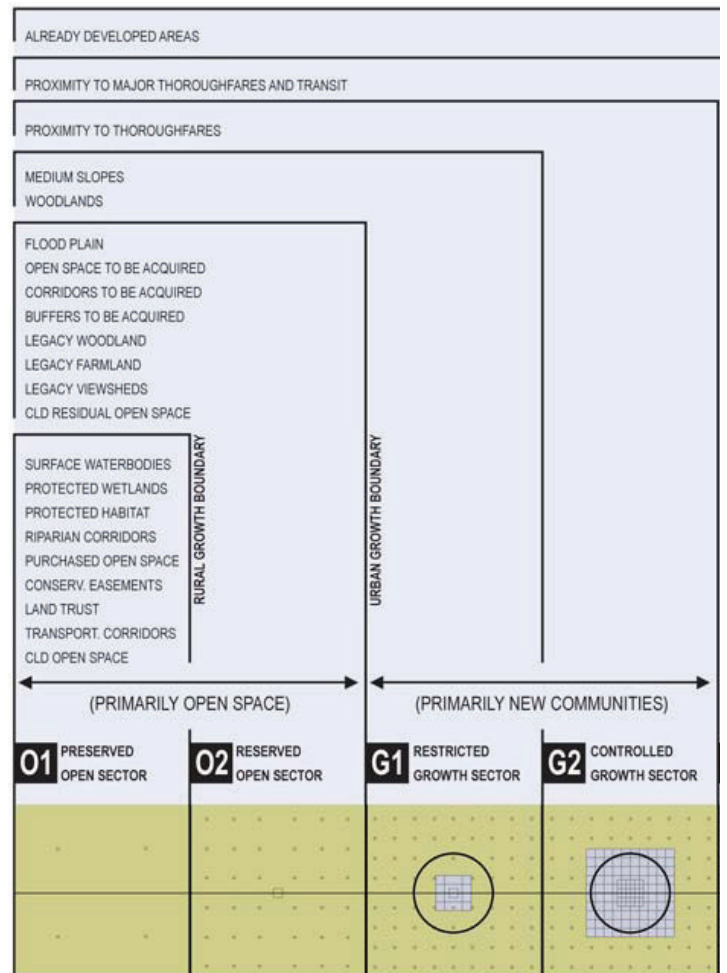 ALREADY DEVELOPED AREAS
PROXIMITY TO MAJOR THOROUGHFARES AND TRANSIT
PROXIMITY TO THOROUGHFARES
MEDIUM SLOPES
WOODLANDS
FLOOD PLAIN
OPEN SPACE TO BE ACQUIRED
CORRIDORS TO BE ACQUIRED
BUFFERS TO BE ACQUIRED
LEGACY WOODLAND
LEGACY FARMLAND
LEGACY VIEWSHEDS
CLD RESIDUAL OPEN SPACE
SURFACE WATERBODIES
PROTECTED WETLANDS
PROTECTED HABITAT
RIPARIAN CORRIDORS
PURCHASED OPEN SPACE
CONSERV. EASEMENTS
LAND TRUST
TRANSPORT. CORRIDORS
CLD OPEN SPACE
RURAL GROWTH BOUNDARY
URBAN GROWTH BOUNDARY
(PRIMARILY OPEN SPACE)
(PRIMARILY NEW COMMUNITIES)
O1 PRESERVED
OPEN SECTOR
O2 RESERVED
OPEN SECTOR
G1 RESTRICTED
GROWTH SECTOR
G2 CONTROLLED
GROWTH SECTOR